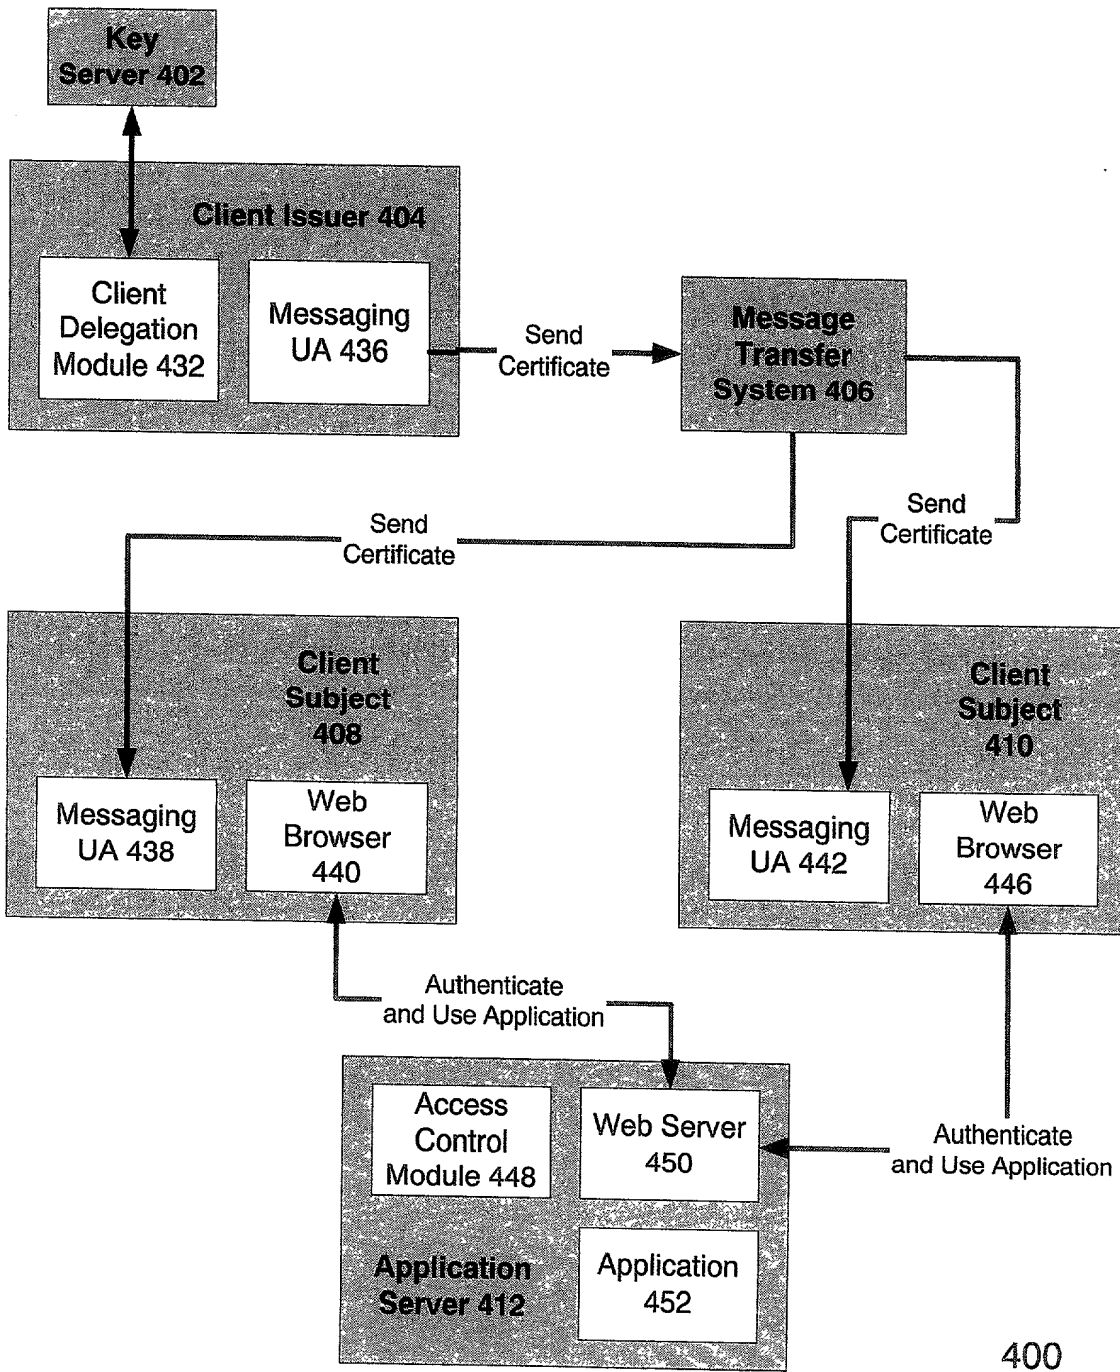 Key
Server 402
Client Issuer 404
Client
Delegation
Module 432
Messaging
UA 436
Send
Certificate
Message
Transfer
System 406
Send
Certificate
Send
Certificate
Client
Subject
408
Messaging
UA 438
Web
Browser
440
Client
Subject
410
Messaging
UA 442
Web
Browser
446
Authenticate
and Use Application
Access
Control
Module 448
Web Server
450
Authenticate
and Use Application
Application
Server 412
Application
452
400